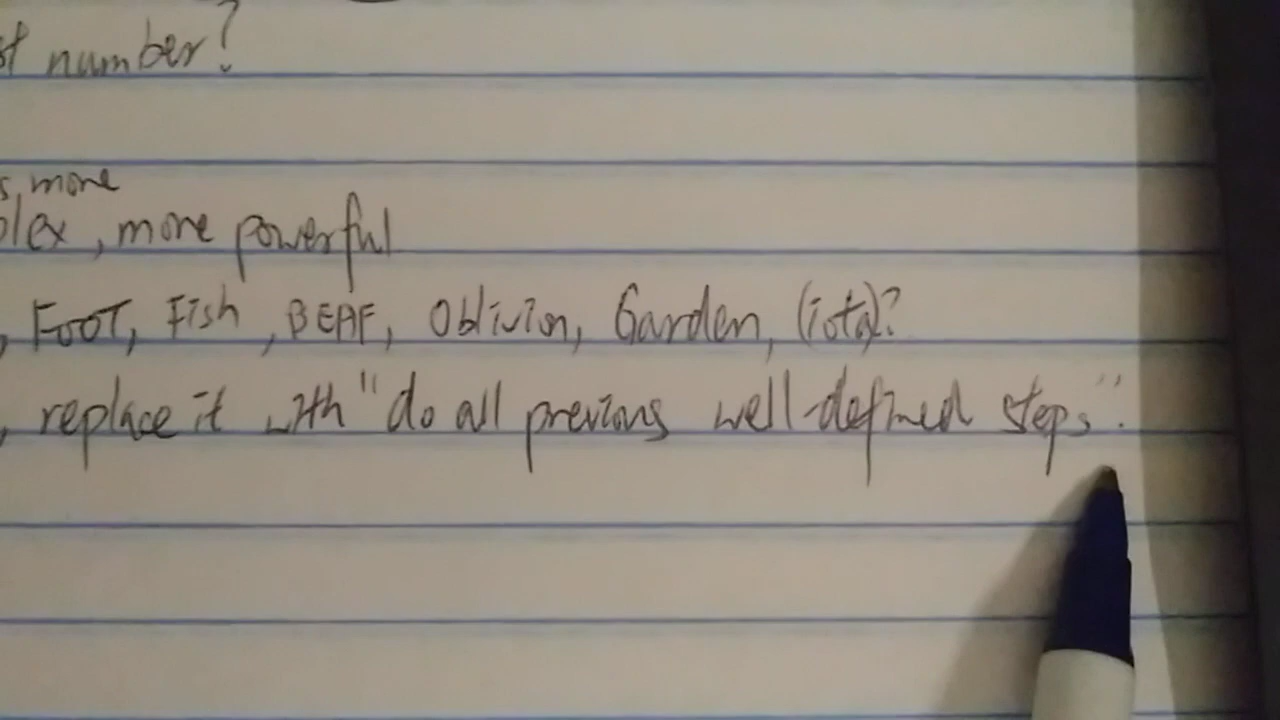 st number?
s, more
plex, more powerful
, FOOT, Fish, BEAF, Oblivion, Garden, (iota)?
, replace it with "do all previous well-defined steps".